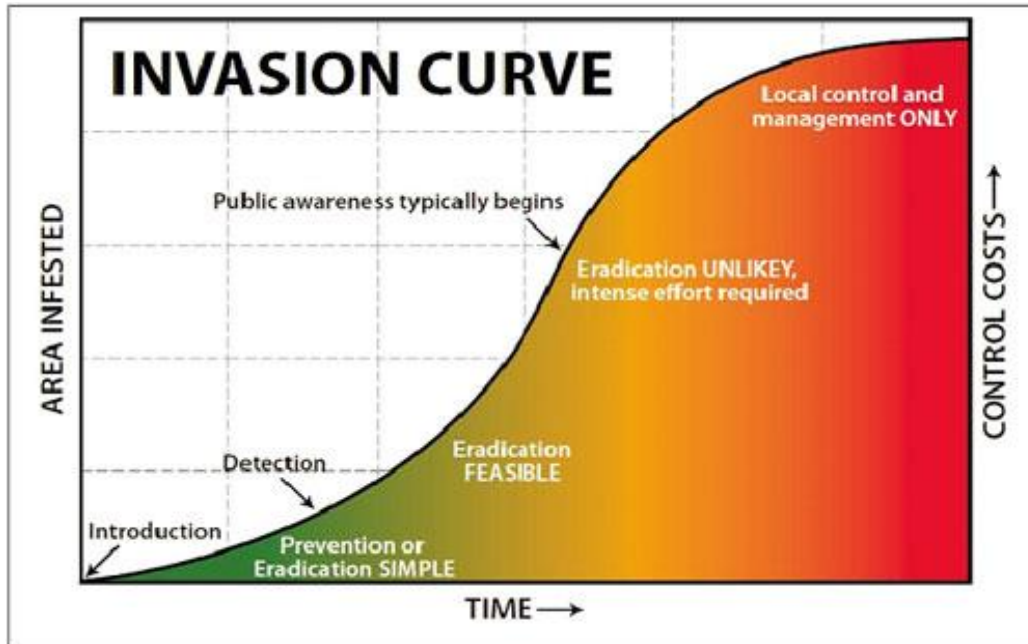 INVASION CURVE
Local control and
management ONLY
Public awareness typically begins
Eradication UNLIKEY,
intense effort required
Eradication
FEASIBLE
Detection
Introduction
Prevention or
Eradication SIMPLE
AREA INFESTED
CONTROL COSTS→
TIME→